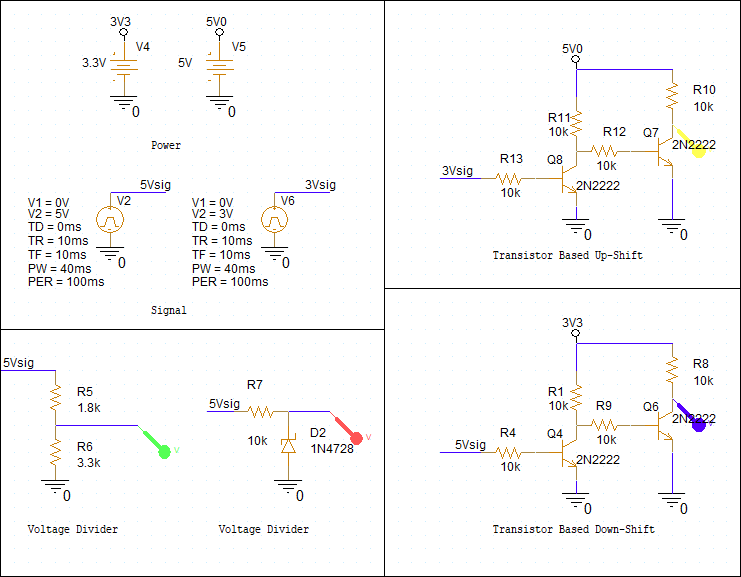 3V3
5V0
V4
V5
3.3V
5V
0
0
Power
5Vsig
3Vsig
V1 = 0V
V2 = 5V
TD = 0ms
TR = 10ms
TF = 10ms
PW = 40ms
PER = 100ms
V2
0
V1 = 0V
V2 = 3V
TD = 0ms
TR = 10ms
TF = 10ms
PW = 40ms
PER = 100ms
V6
0
Signal
5Vsig
R5
1.8k
R6
3.3k
V
0
Voltage Divider
R7
5Vsig
10k
D2
1N4728
V
0
Voltage Divider
5V0
R10
10k
R11
10k
R12
10k
Q7
2N2222
3Vsig
R13
10k
Q8
2N2222
0
0
Transistor Based Up-Shift
3V3
R8
10k
R1
10k
R9
10k
Q6
2N2222
5Vsig
R4
10k
Q4
2N2222
0
0
Transistor Based Down-Shift